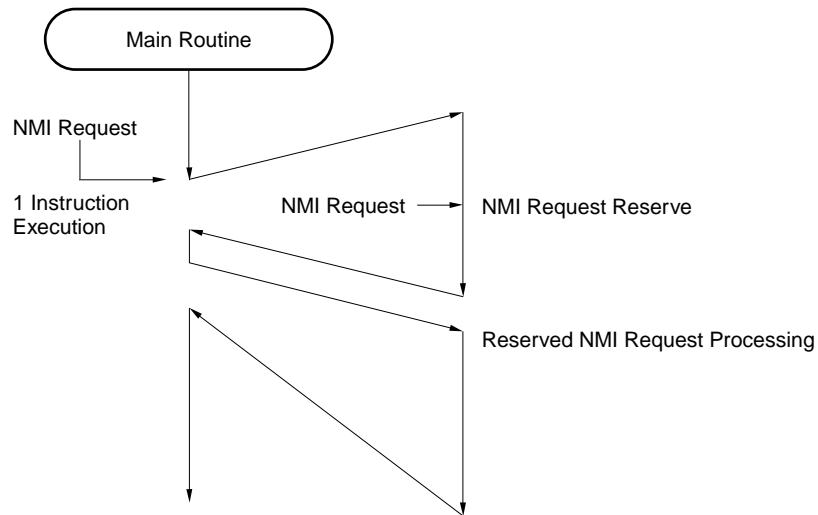 Main Routine
NMI Request
1 Instruction
Execution
NMI Request
NMI Request Reserve
Reserved NMI Request Processing